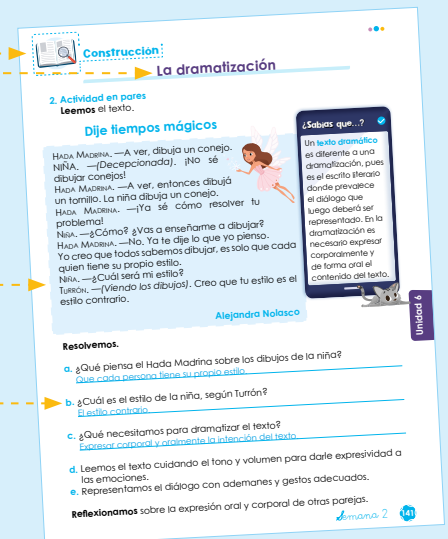 Construcción
La dramatización
2. Actividad en pares
Leemos el texto.
Dije tiempos mágicos
HADA MADRINA. —A ver, dibuja un conejo.
NIÑA. —(Decepcionada). ¡No sé
dibujar conejos!
HADA MADRINA. —A ver, entonces dibujá
un tornillo. La niña dibuja un conejo.
HADA MADRINA. —¡Ya sé cómo resolver tu
problema!
NIÑA. —¿Cómo? ¿Vas a enseñarme a dibujar?
HADA MADRINA. —No. Ya te dije lo que yo pienso.
Yo creo que todos sabemos dibujar, es solo que cada
quien tiene su propio estilo.
NIÑA. —¿Cuál será mi estilo?
TURRÓN. —(Viendo los dibujos). Creo que tu estilo es el
estilo contrario.
Alejandra Nolasco
¿Sabías que...?
Un texto dramático
es diferente a una
dramatización, pues
es el escrito literario
donde prevalece
el diálogo que
luego deberá ser
representado. En la
dramatización es
necesario expresar
corporalmente y
de forma oral el
contenido del texto.
Unidad 6
Resolvemos.
a. ¿Qué piensa el Hada Madrina sobre los dibujos de la niña?
Que cada persona tiene su propio estilo.
b. ¿Cuál es el estilo de la niña, según Turrón?
El estilo contrario.
c. ¿Qué necesitamos para dramatizar el texto?
Expresar corporal y oralmente la intención del texto.
d. Leemos el texto cuidando el tono y volumen para darle expresividad a
las emociones.
e. Representamos el diálogo con ademanes y gestos adecuados.
Reflexionamos sobre la expresión oral y corporal de otras parejas.
Semana 2
141